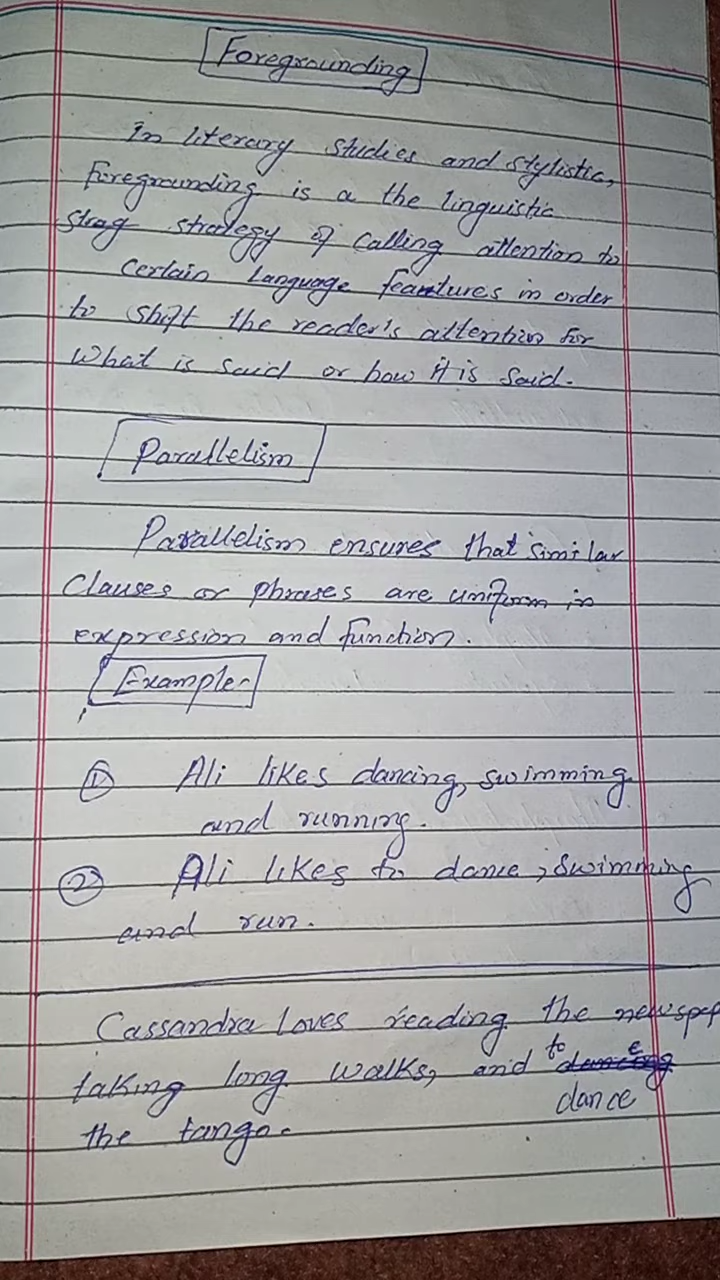 Foregrounding
In literary studies and stylistic,
Foregrounding is a the linguistic
strag strategy of calling attention to
certain language features in order
to shift the reader's attention for
what is said or how it is said.
Parallelism
Parallelism ensures that similar
clauses or phrases are uniform in
expression and function.
Example:-
① Ali likes dancing, swimming
and running.
② Ali likes to dance, swimming
and run.
Cassandra loves reading the newspap
taking long walks, and to
dance
the tango.